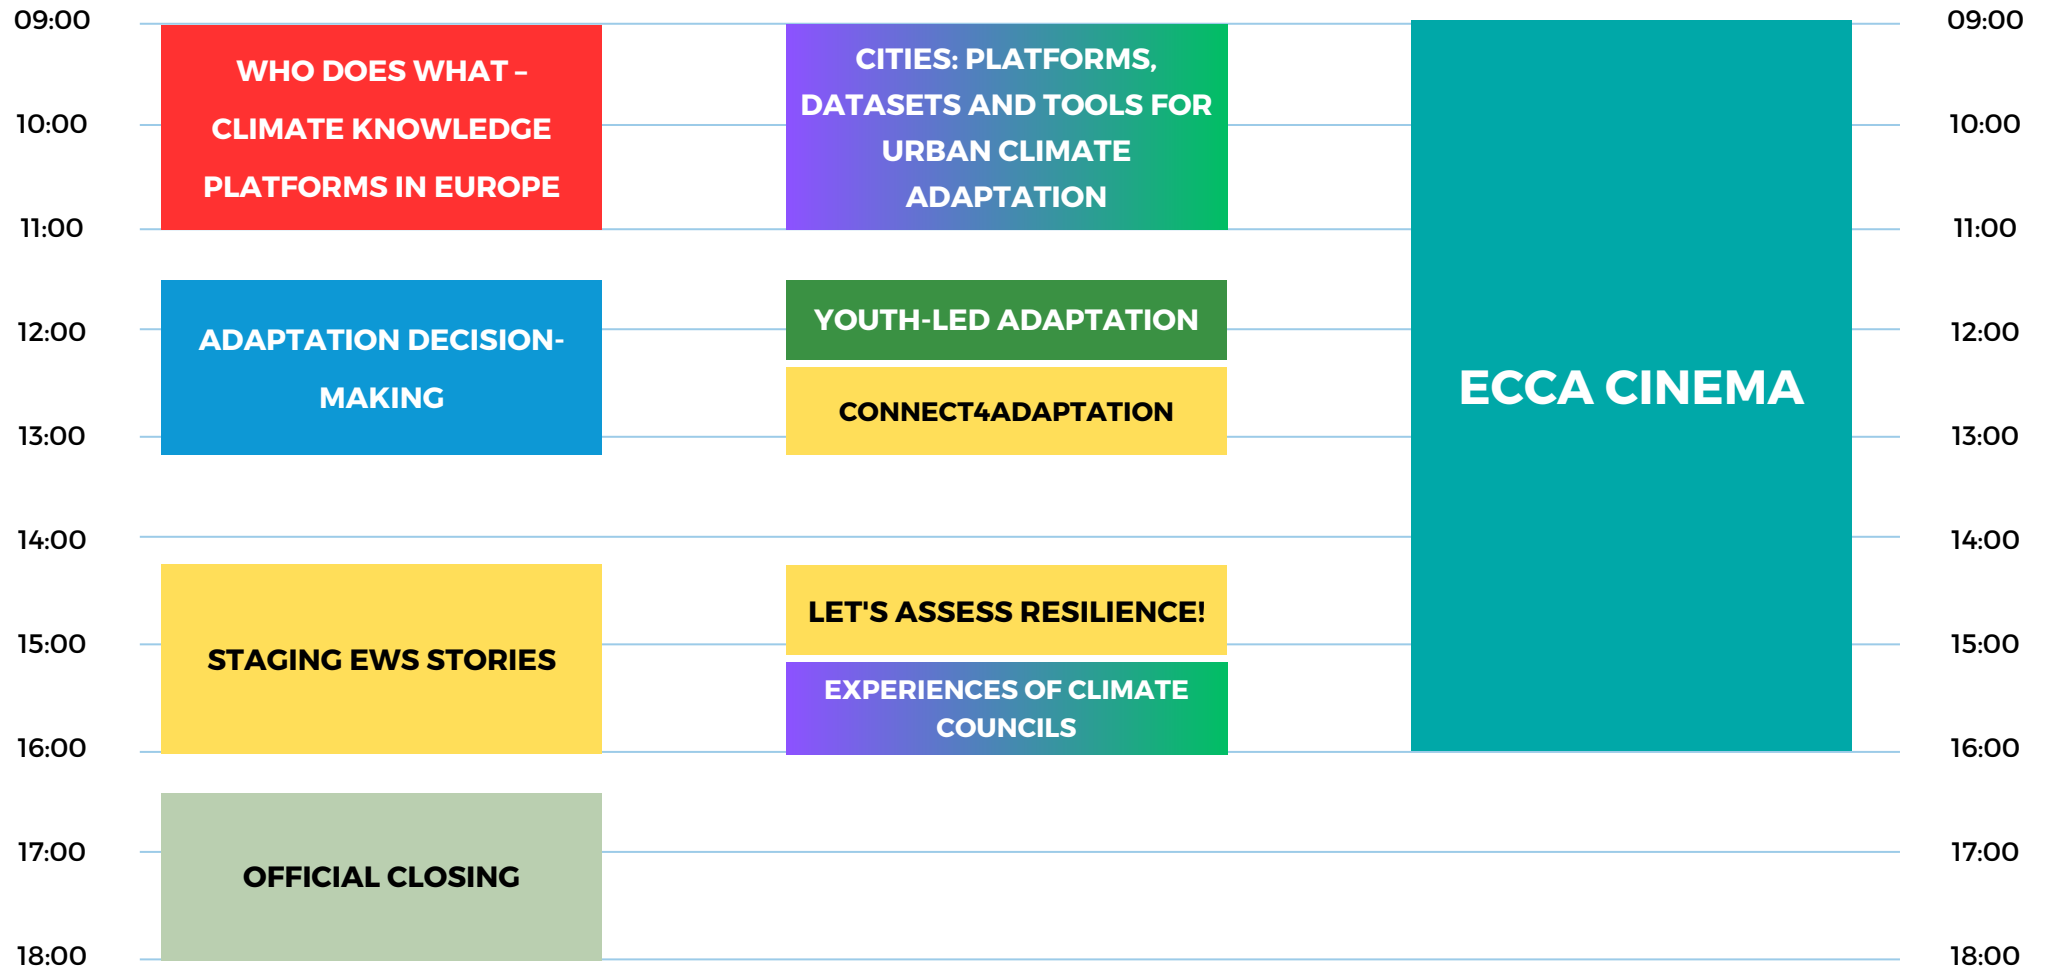 09:00
09:00
WHO DOES WHAT –
CLIMATE KNOWLEDGE
PLATFORMS IN EUROPE
CITIES: PLATFORMS,
DATASETS AND TOOLS FOR
URBAN CLIMATE
ADAPTATION
10:00
10:00
11:00
11:00
ADAPTATION DECISION-
MAKING
YOUTH-LED ADAPTATION
12:00
12:00
CONNECT4ADAPTATION
ECCA CINEMA
13:00
13:00
14:00
14:00
STAGING EWS STORIES
LET'S ASSESS RESILIENCE!
15:00
15:00
EXPERIENCES OF CLIMATE
COUNCILS
16:00
16:00
17:00
17:00
OFFICIAL CLOSING
18:00
18:00